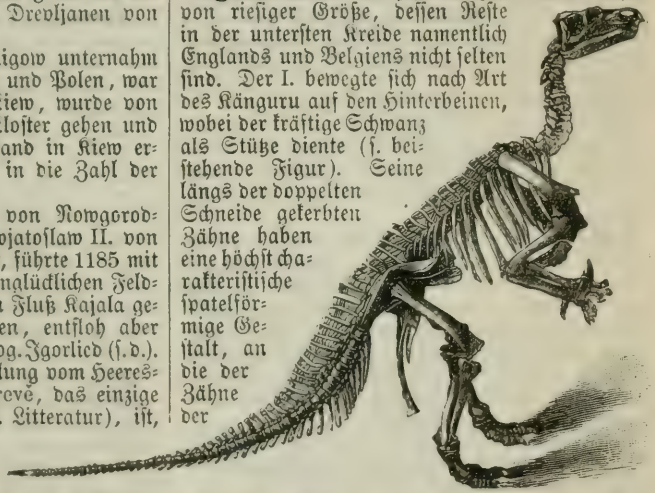 Drevljanen von
igow unternahm
und Polen, war
iew, wurde von
kloster gehen und
and in Kiew er=
in die Zahl der
von Nowgorod=
vjatoslaw II. von
, führte 1185 mit
nglücklichen Feld=
n Fluß Kajala ge=
en, entfloh aber
og. Igorlied (s.d.).
lung vom Heeres=
revé, das einzige
. Litteratur), ist,
von riesiger Größe, dessen Reste
in der untersten Kreide namentlich
Englands und Belgiens nicht selten
sind. Der I. bewegte sich nach Art
des Känguru auf den Hinterbeinen,
wobei der kräftige Schwanz
als Stütze diente (s. bei=
stehende Figur). Seine
längs der doppelten
Schneide gekerbten
Zähne haben
eine höchst cha=
rakteristische
spatelför=
mige Ge=
stalt, an
die der
Zähne
der